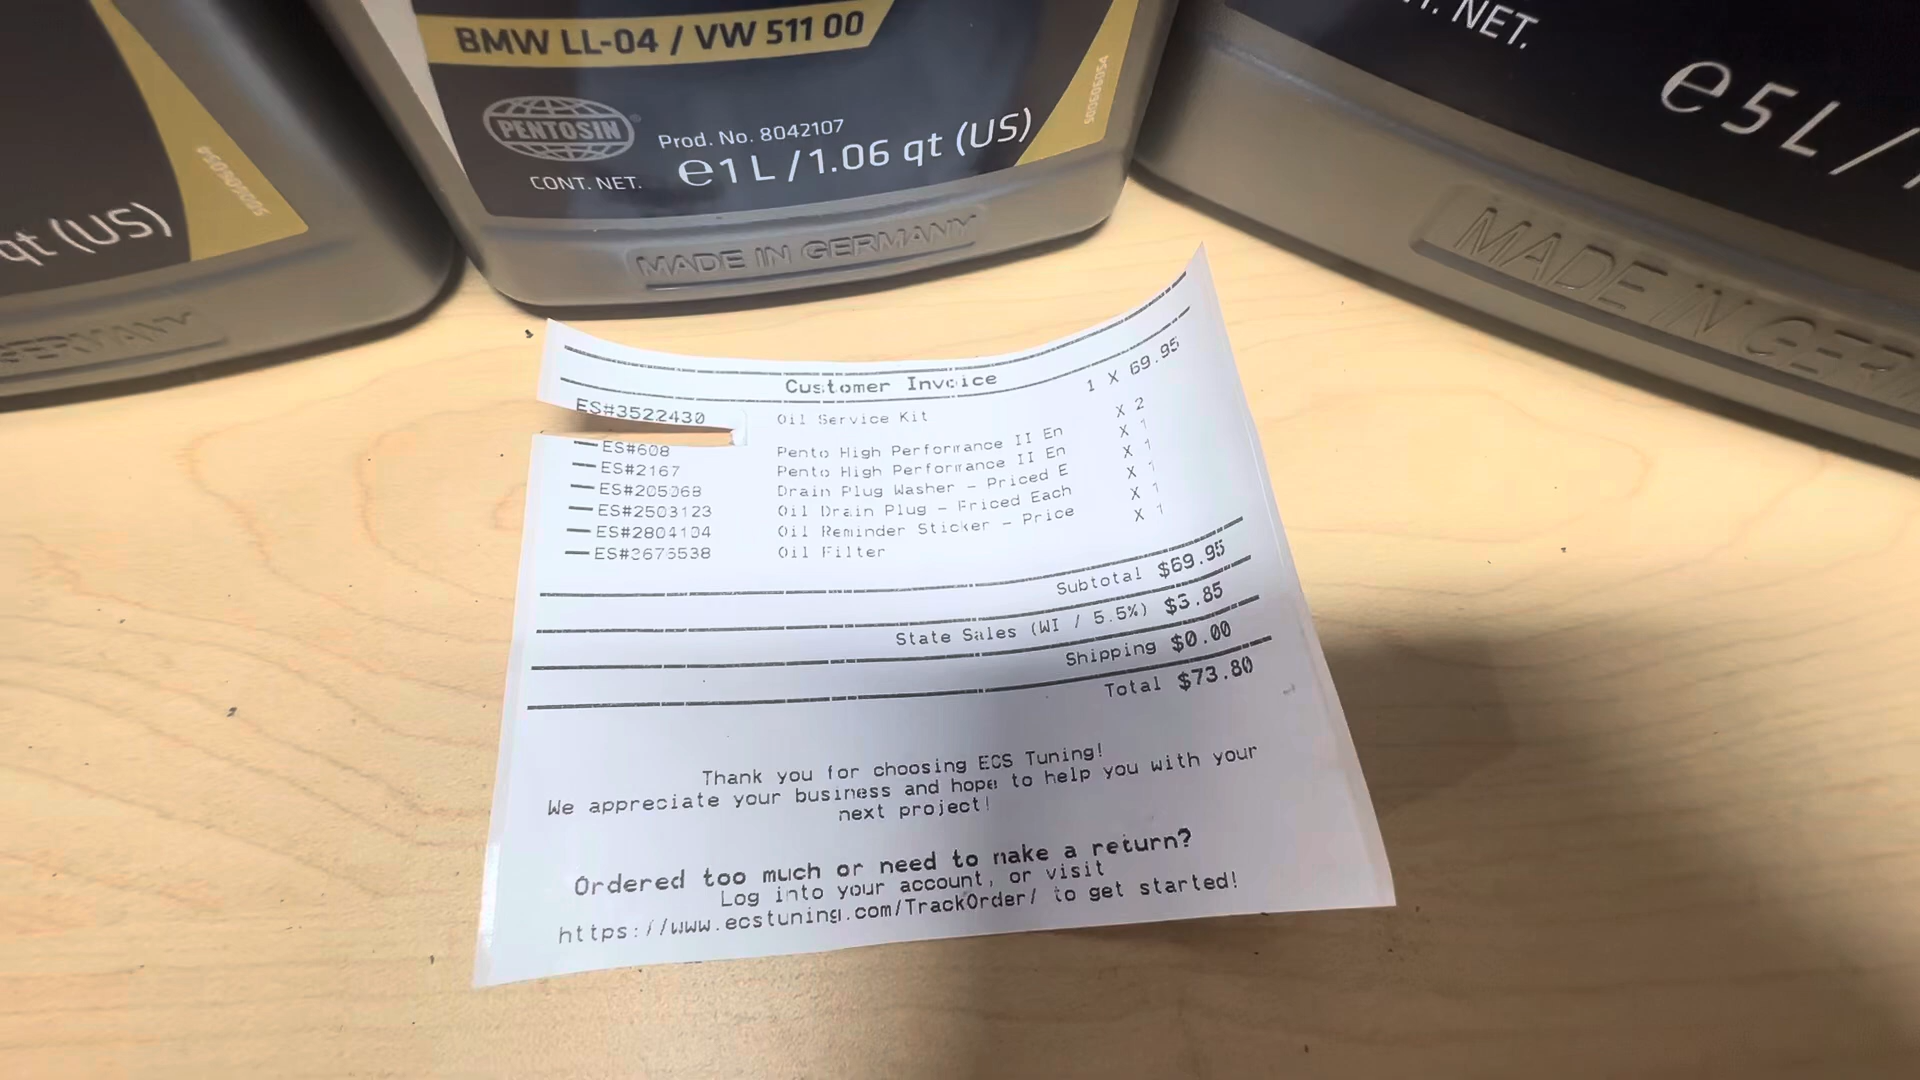 BMW LL-04 / VW 511 00
PENTOSIN®
Prod. No. 8042107
CONT. NET. e1 L / 1.06 qt (US)
MADE IN GERMANY
qt (US)
GERMANY
NET.
e 5 L /
MADE IN GERM
Customer Invoice
ES#3522430 Oil Service Kit 1 X 69.95
ES#608 Pento High Performance II En X 2
ES#2167 Pento High Performance II En X 1
ES#205068 Drain Plug Washer - Priced E X 1
ES#2503123 Oil Drain Plug - Priced Each X 1
ES#2804104 Oil Reminder Sticker - Price X 1
Oil Filter X 1
Subtotal $69.95
State Sales (WI / 5.5%) $3.85
Shipping $0.00
Total $73.80
Thank you for choosing ECS Tuning!
We appreciate your business and hope to help you with your
next project!
Ordered too much or need to make a return?
Log into your account, or visit
https://www.ecstuning.com/TrackOrder/ to get started!